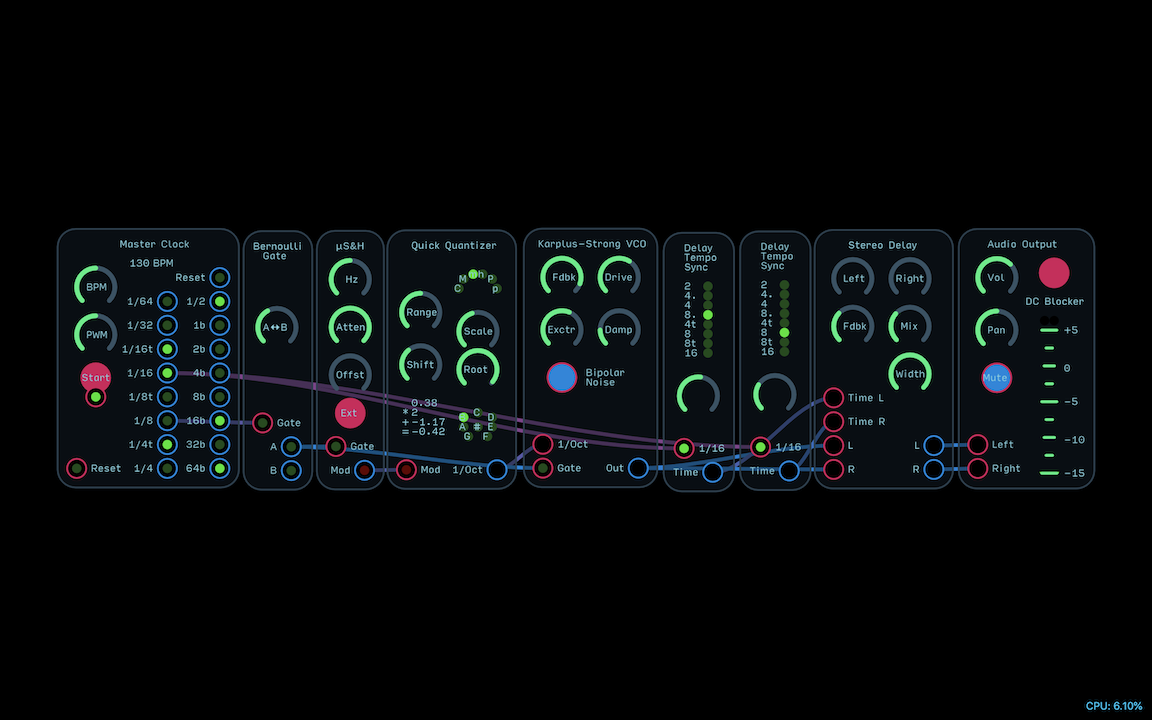 Master Clock
130 BPM
BPM
PWM
Start
Reset
Reset
1/64
1/2
1/32
1b
1/16t
2b
1/16
4b
1/8t
8b
1/8
16b
1/4t
32b
1/4
64b
Bernoulli
Gate
A↔B
Gate
A
B
µS&H
Hz
Atten
Offst
Ext
Gate
Mod
Quick Quantizer
C M h P p
Range
Scale
Shift
Root
0.38
*2
+-1.17
=-0.42
C
D
A # E
G F
Mod
1/Oct
Karplus-Strong VCO
Fdbk
Drive
Exctr
Damp
Bipolar
Noise
1/Oct
Gate
Out
Delay
Tempo
Sync
2
4.
4
8.
4t
8
8t
16
1/16
Time
Delay
Tempo
Sync
2
4.
4
8.
4t
8
8t
16
1/16
Time
Stereo Delay
Left
Right
Fdbk
Mix
Width
Time L
Time R
L
L
R
R
Audio Output
Vol
DC Blocker
Pan
Mute
+5
0
-5
-10
-15
Left
Right
CPU: 6.10%